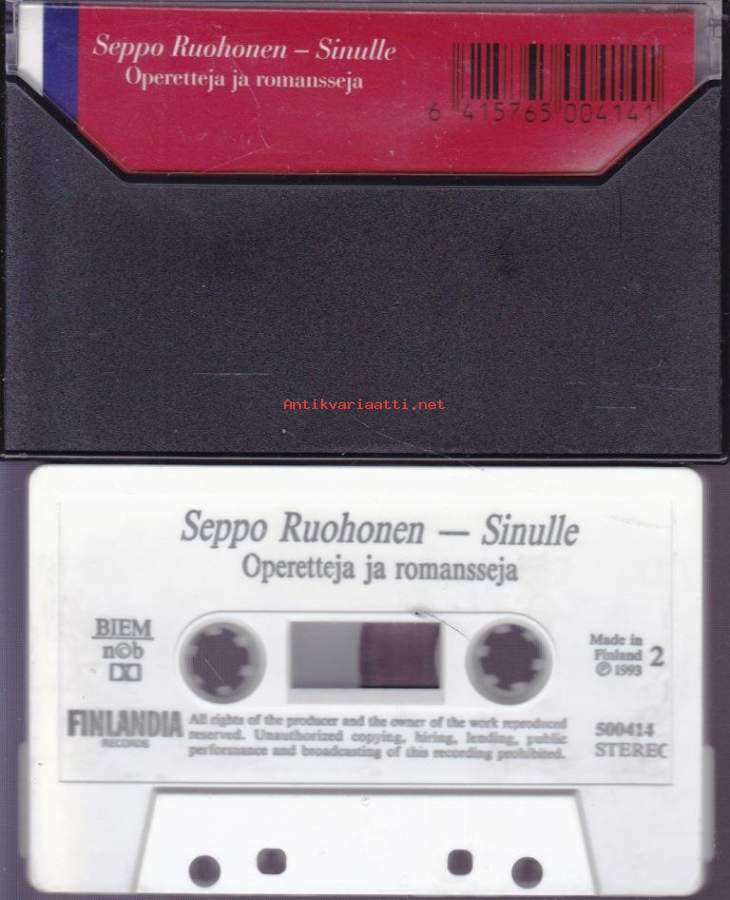 Seppo Ruohonen – Sinulle
Operetteja ja romansseja
6 415765 004141
Antikvariaatti.net
Seppo Ruohonen — Sinulle
Operetteja ja romansseja
BIEM
n©b
Made in
Finland 2
℗ 1993
FINLANDIA
RECORDS
All rights of the producer and the owner of the work reproduced
reserved. Unauthorized copying, hiring, lending, public
performance and broadcasting of this recording prohibited.
500414
STEREO